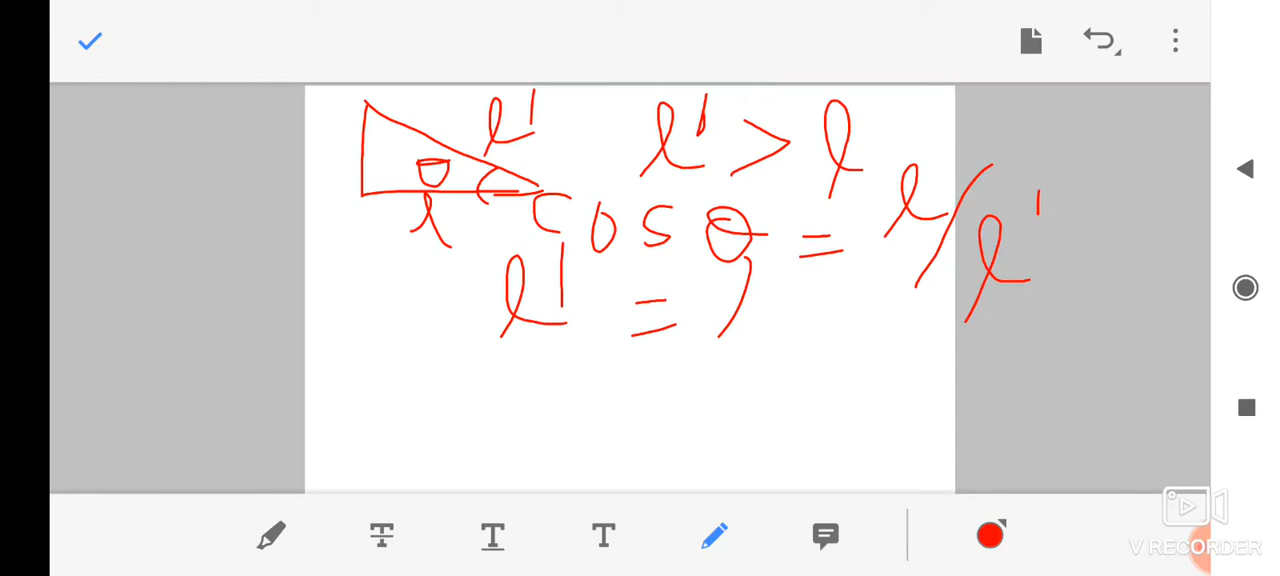 l' l' > l
θ
l cos θ = l/l'
l' =
T T T
V RECORDER